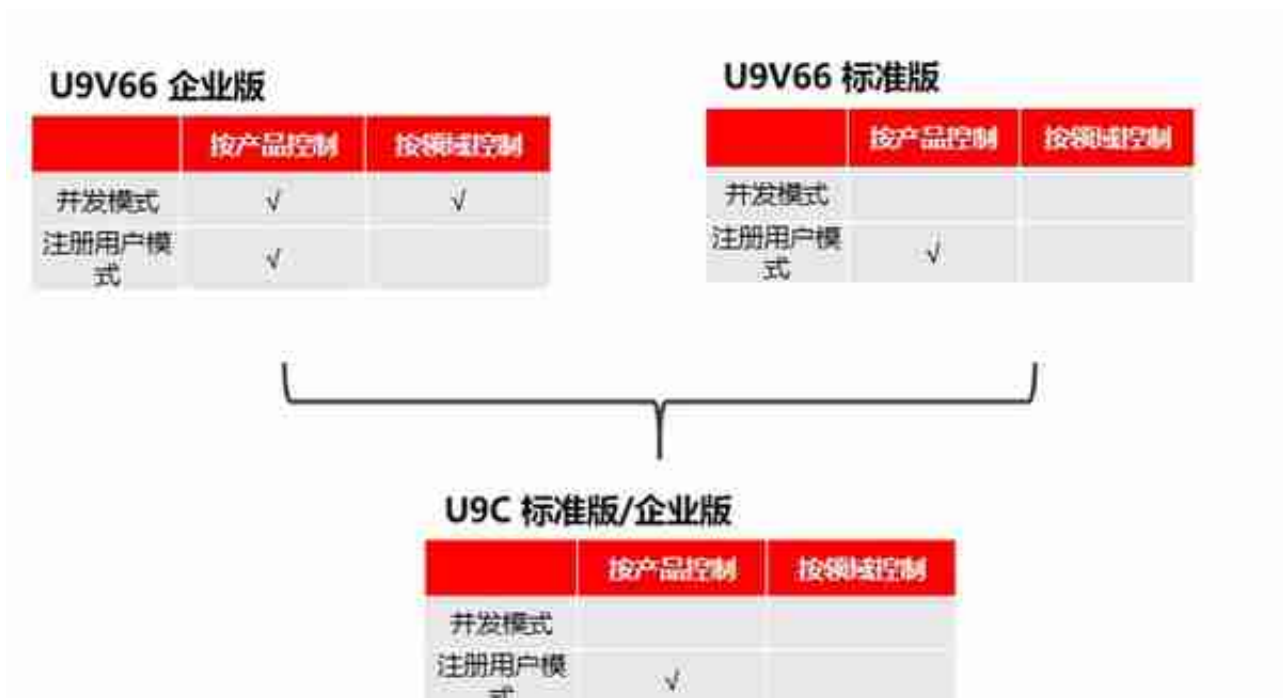 U9V66 企业版
按产品控制 按领域控制
并发模式 √ √
注册用户模
式 √
U9V66 标准版
按产品控制 按领域控制
并发模式
注册用户模
式 √
U9C 标准版/企业版
按产品控制 按领域控制
并发模式
注册用户模
式 √